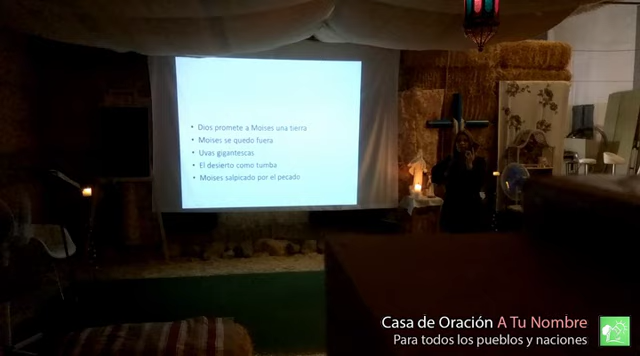 • Dios promete a Moises una tierra
• Moises se quedo fuera
• Uvas gigantescas
• El desierto como tumba
• Moises salpicado por el pecado
Casa de Oración A Tu Nombre
Para todos los pueblos y naciones